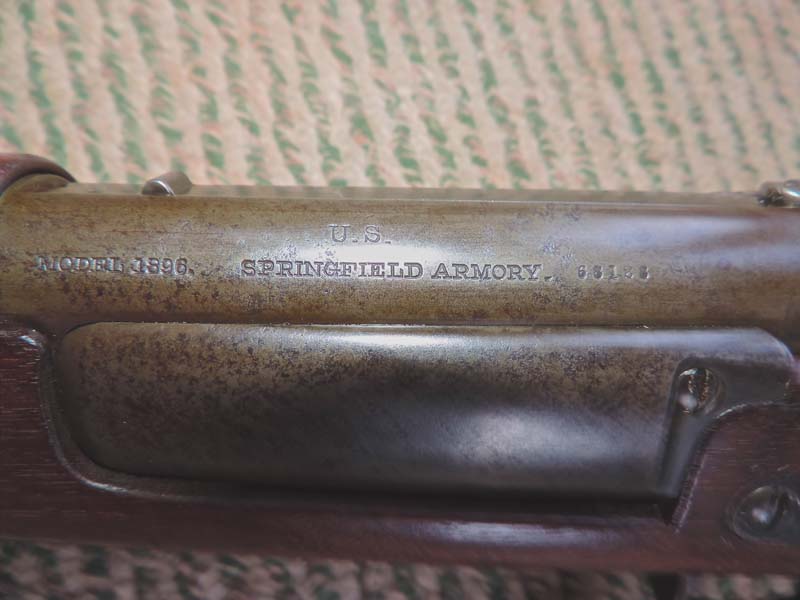 U.S.
MODEL 1896. SPRINGFIELD ARMORY.